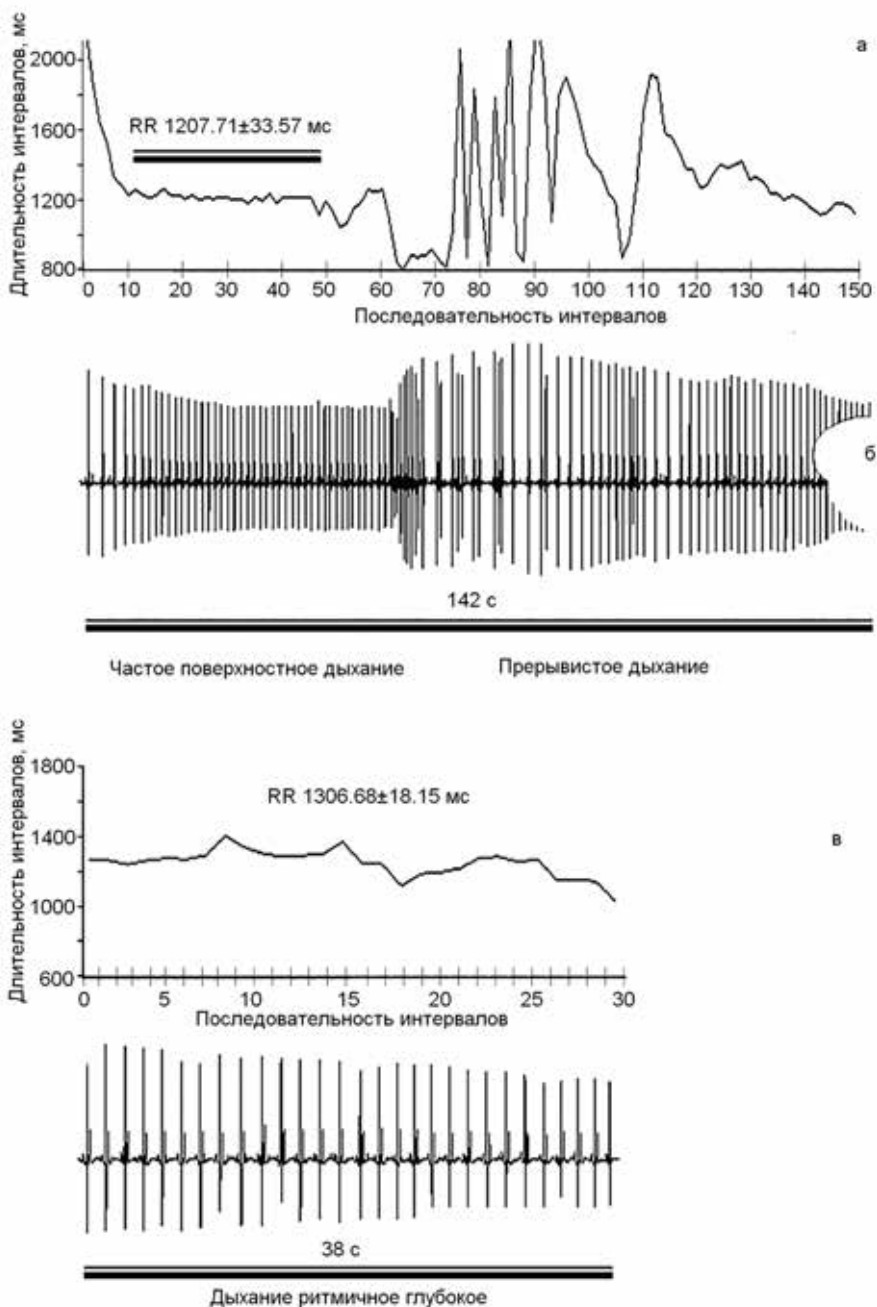 Длительность интервалов, мс
а
2000
1600
1200
800
RR 1207.71±33.57 мс
0 10 20 30 40 50 60 70 80 90 100 110 120 130 140 150
Последовательность интервалов
б
142 с
Частое поверхностное дыхание Прерывистое дыхание
Длительность интервалов, мс
в
1800
1400
1000
600
RR 1306.68±18.15 мс
0 5 10 15 20 25 30
Последовательность интервалов
38 с
Дыхание ритмичное глубокое